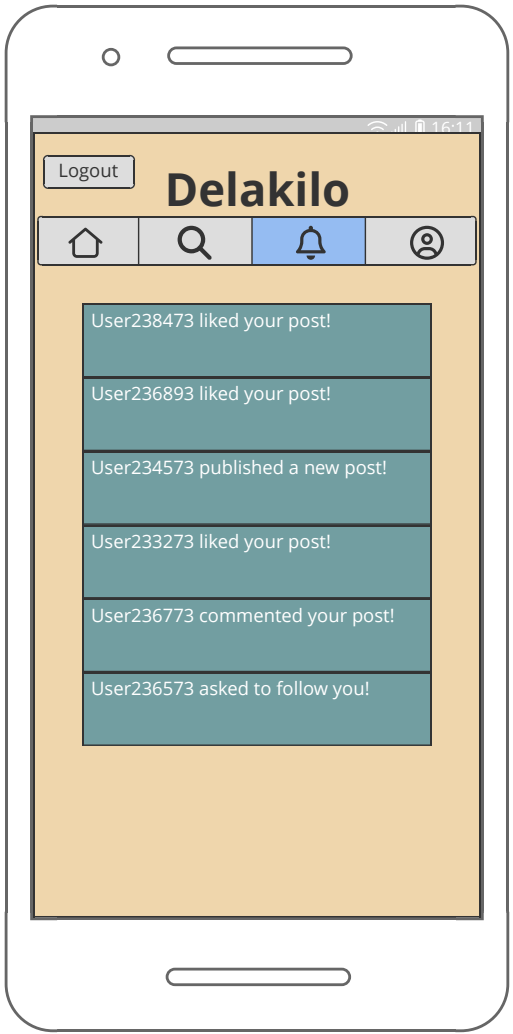 16:11
Logout
Delakilo
User238473 liked your post!
User236893 liked your post!
User234573 published a new post!
User233273 liked your post!
User236773 commented your post!
User236573 asked to follow you!